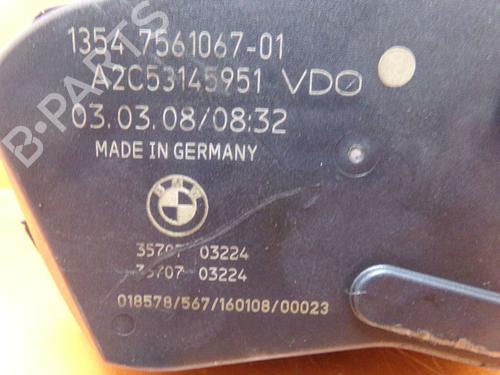 1354 7561067-01
A2C53145951 VDO
03.03.08/08:32
MADE IN GERMANY
BMW
35707 03224
35707 03224
018578/567/160108/00023
B-PARTS